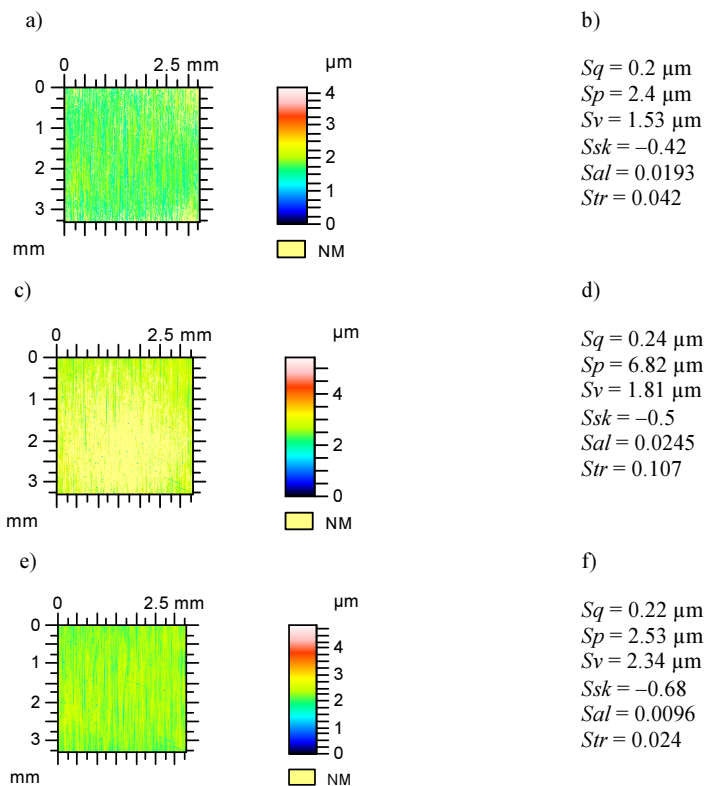 a)
b)
0 2.5 mm
µm
0
1
2
3
mm
4
3
2
1
0
NM
Sq = 0.2 µm
Sp = 2.4 µm
Sv = 1.53 µm
Ssk = –0.42
Sal = 0.0193
Str = 0.042
c)
d)
0 2.5 mm
µm
0
1
2
3
mm
4
2
0
NM
Sq = 0.24 µm
Sp = 6.82 µm
Sv = 1.81 µm
Ssk = –0.5
Sal = 0.0245
Str = 0.107
e)
f)
0 2.5 mm
µm
0
1
2
3
mm
4
3
2
1
0
NM
Sq = 0.22 µm
Sp = 2.53 µm
Sv = 2.34 µm
Ssk = –0.68
Sal = 0.0096
Str = 0.024